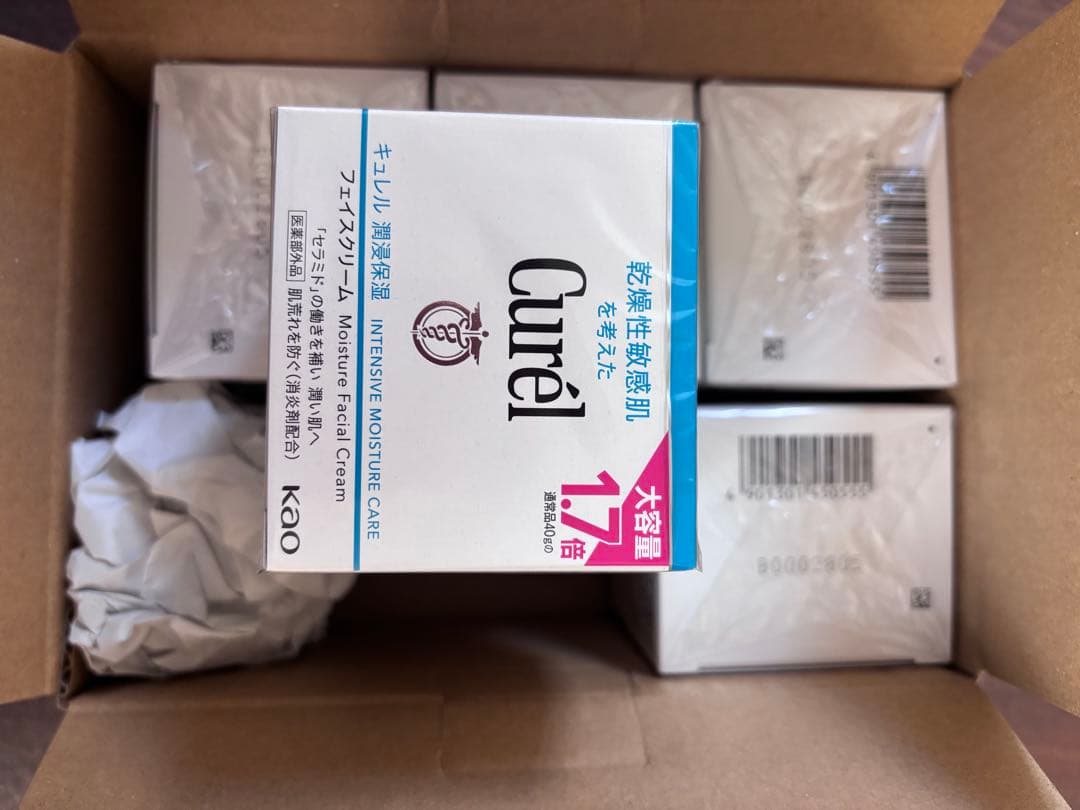 乾燥性敏感肌
を考えた
Curél
大容量
1.7倍
通常品40gの
キュレル 潤浸保湿 INTENSIVE MOISTURE CARE
フェイスクリーム Moisture Facial Cream
「セラミド」の働きを補い 潤い肌へ
医薬部外品 肌荒れを防ぐ(消炎剤配合)
Kao